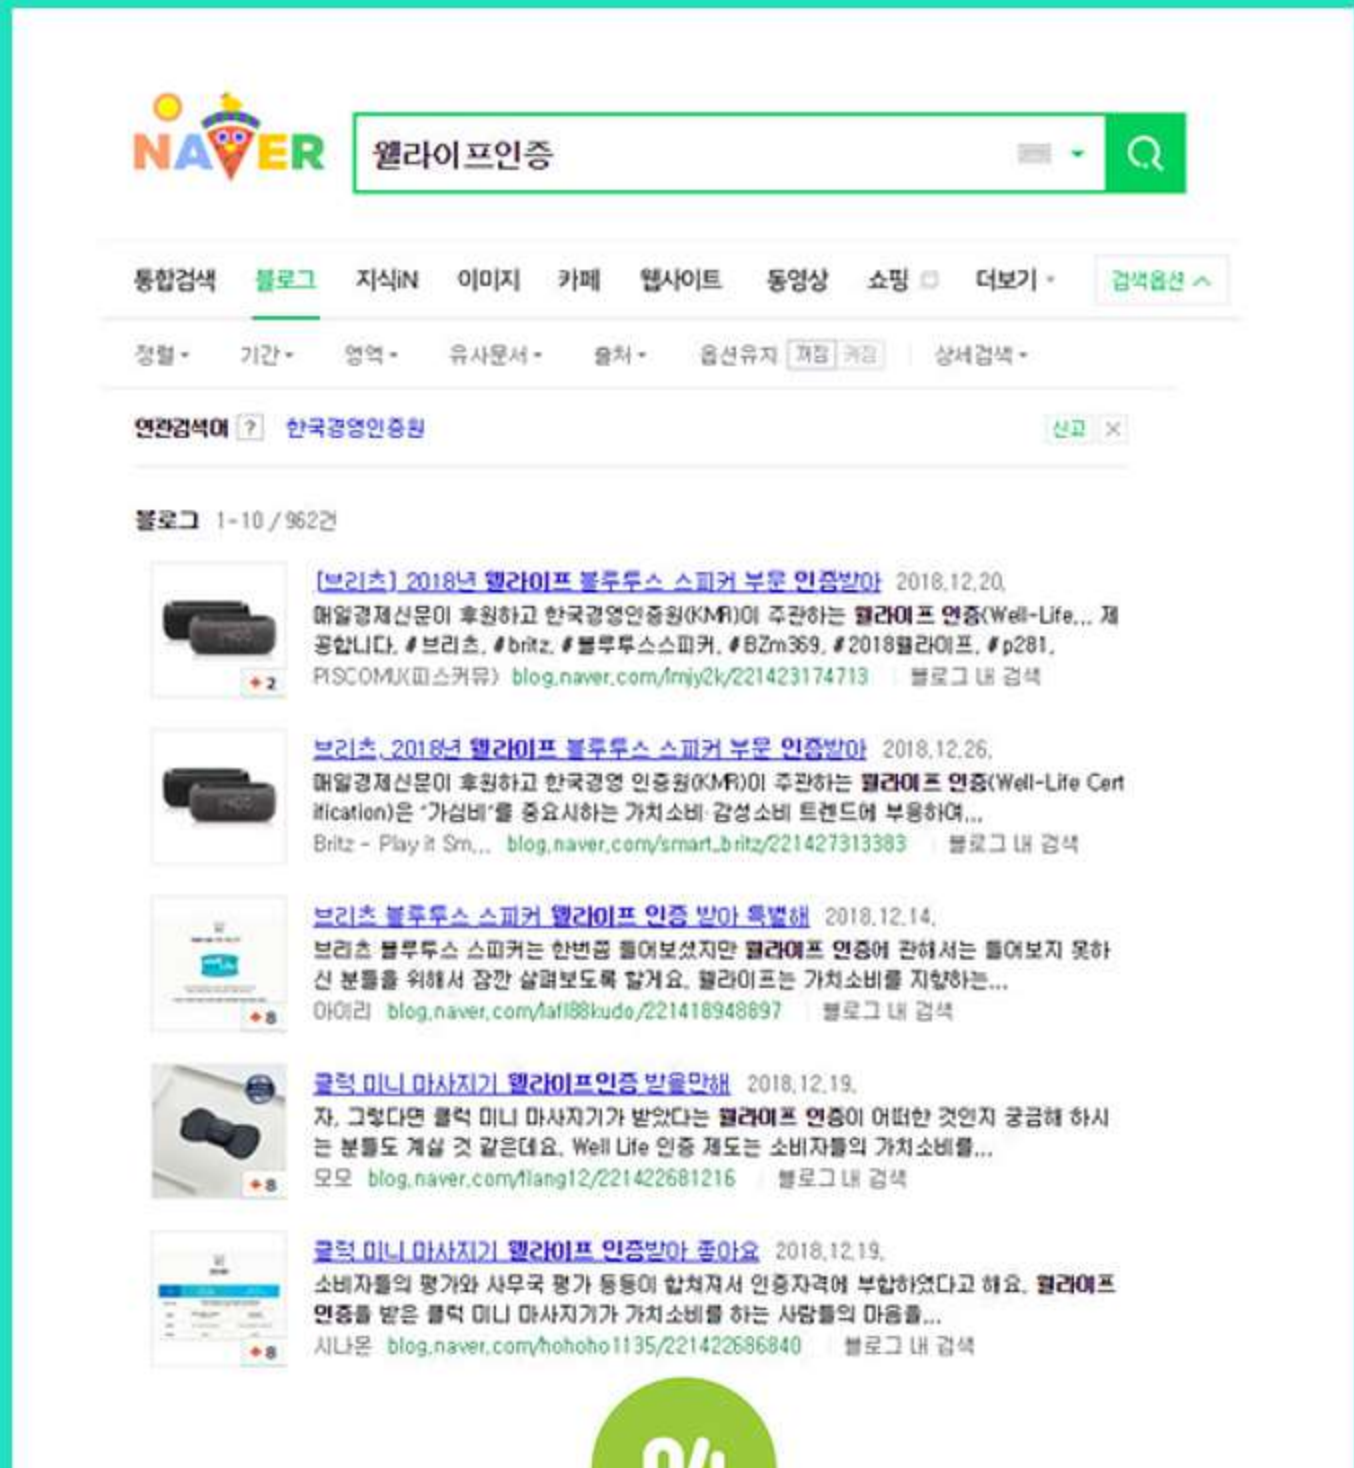 NAVER
웰라이프인증
통합검색 블로그 지식iN 이미지 카페 웹사이트 동영상 쇼핑 더보기 검색옵션
정렬 기간 영역 유사문서 출처 옵션유지 꺼짐 켜짐 상세검색
연관검색어 ? 한국경영인증원 신고
블로그 1-10 / 962건
[브리츠] 2018년 웰라이프 블루투스 스피커 부문 인증받아 2018.12.20.
매일경제신문이 후원하고 한국경영인증원(KMR)이 주관하는 웰라이프 인증(Well-Life... 제
공합니다. #브리츠, #britz, #블루투스스피커, #BZm369, #2018웰라이프, #p281,
+2
PISCOMU(피스커뮤) blog.naver.com/lmjy2k/221423174713 블로그 내 검색
브리츠, 2018년 웰라이프 블루투스 스피커 부문 인증받아 2018.12.26.
매일경제신문이 후원하고 한국경영 인증원(KMR)이 주관하는 웰라이프 인증(Well-Life Cert
ification)은 "가심비"를 중요시하는 가치소비·감성소비 트렌드에 부응하여...
Britz - Play it Sm... blog.naver.com/smart_britz/221427313383 블로그 내 검색
브리츠 블루투스 스피커 웰라이프 인증 받아 특별해 2018.12.14.
브리츠 블루투스 스피커는 한번쯤 들어보셨지만 웰라이프 인증에 관해서는 들어보지 못하
신 분들을 위해서 잠깐 살펴보도록 할게요. 웰라이프는 가치소비를 지향하는...
+8
아이리 blog.naver.com/lafl88kudo/221418948897 블로그 내 검색
클럭 미니 마사지기 웰라이프인증 받을만해 2018.12.19.
자, 그렇다면 클럭 미니 마사지기가 받았다는 웰라이프 인증이 어떠한 것인지 궁금해 하시
는 분들도 계실 것 같은데요. Well Life 인증 제도는 소비자들의 가치소비를...
+8
모모 blog.naver.com/tlang12/221422681216 블로그 내 검색
클럭 미니 마사지기 웰라이프 인증받아 좋아요 2018.12.19.
소비자들의 평가와 사무국 평가 등등이 합쳐져서 인증자격에 부합하였다고 해요. 웰라이프
인증을 받은 클럭 미니 마사지기가 가치소비를 하는 사람들의 마음을...
+8
시나몬 blog.naver.com/hohoho1135/221422686840 블로그 내 검색